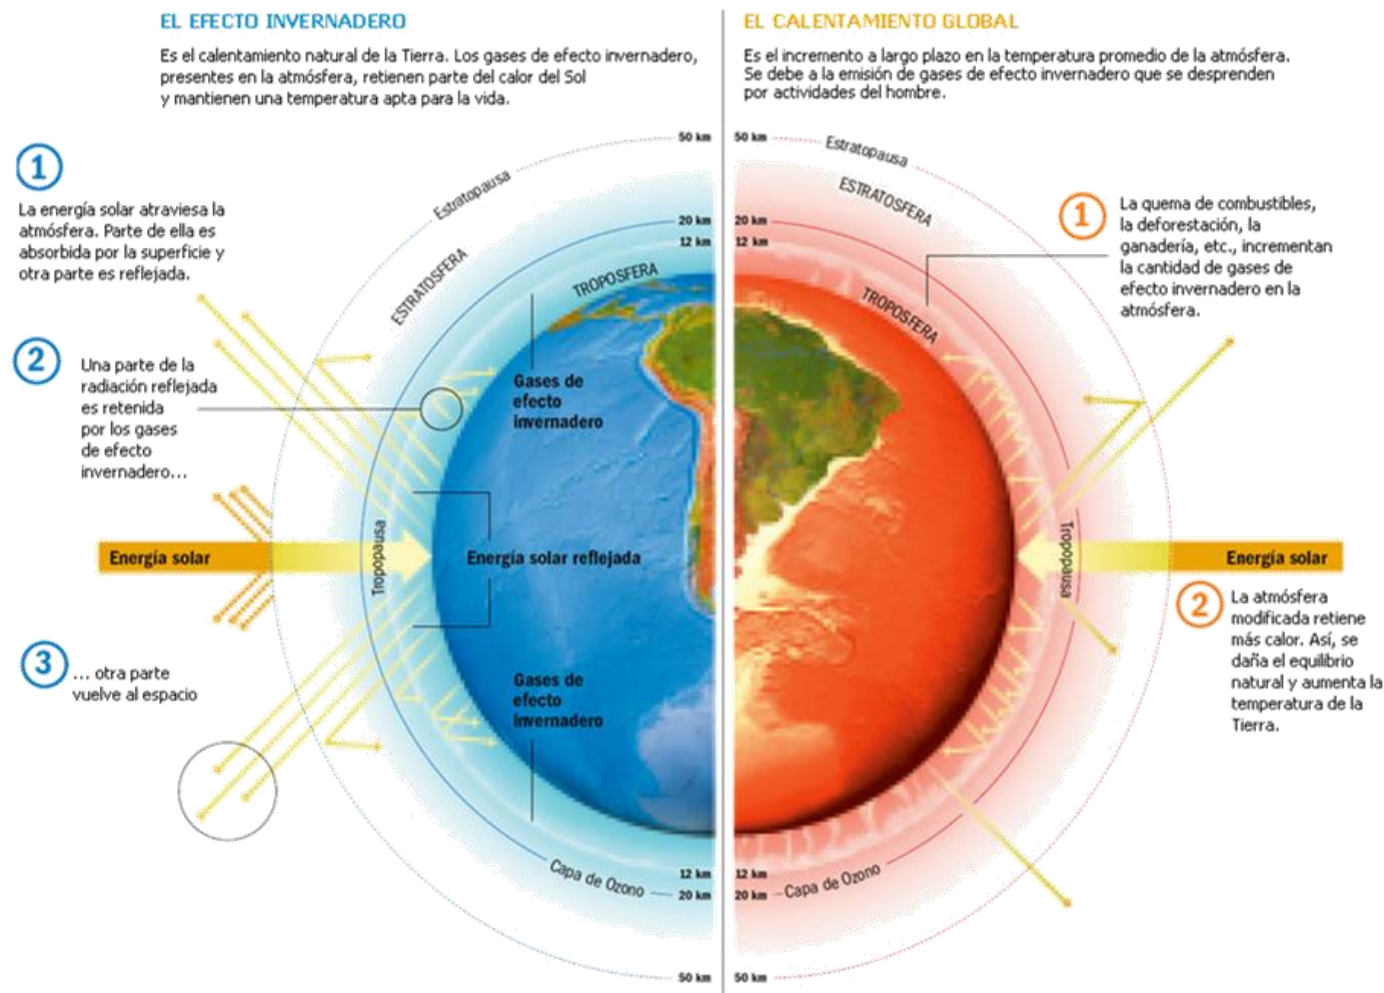 EL EFECTO INVERNADERO
Es el calentamiento natural de la Tierra. Los gases de efecto invernadero,
presentes en la atmósfera, retienen parte del calor del Sol
y mantienen una temperatura apta para la vida.
1
La energía solar atraviesa la
atmósfera. Parte de ella es
absorbida por la superficie y
otra parte es reflejada.
2
Una parte de la
radiación reflejada
es retenida
por los gases
de efecto
invernadero...
Energía solar
3
... otra parte
vuelve al espacio
50 km
Estratopausa
20 km
12 km
ESTRATOSFERA
TROPOSFERA
Gases de
efecto
invernadero
Tropopausa
Energía solar reflejada
Gases de
efecto
invernadero
Capa de Ozono
12 km
20 km
50 km
EL CALENTAMIENTO GLOBAL
Es el incremento a largo plazo en la temperatura promedio de la atmósfera.
Se debe a la emisión de gases de efecto invernadero que se desprenden
por actividades del hombre.
50 km
Estratopausa
ESTRATOSFERA
20 km
12 km
TROPOSFERA
1
La quema de combustibles,
la deforestación, la
ganadería, etc., incrementan
la cantidad de gases de
efecto invernadero en la
atmósfera.
Tropopausa
Energía solar
2
La atmósfera
modificada retiene
más calor. Así, se
daña el equilibrio
natural y aumenta la
temperatura de la
Tierra.
12 km
20 km
Capa de Ozono
50 km